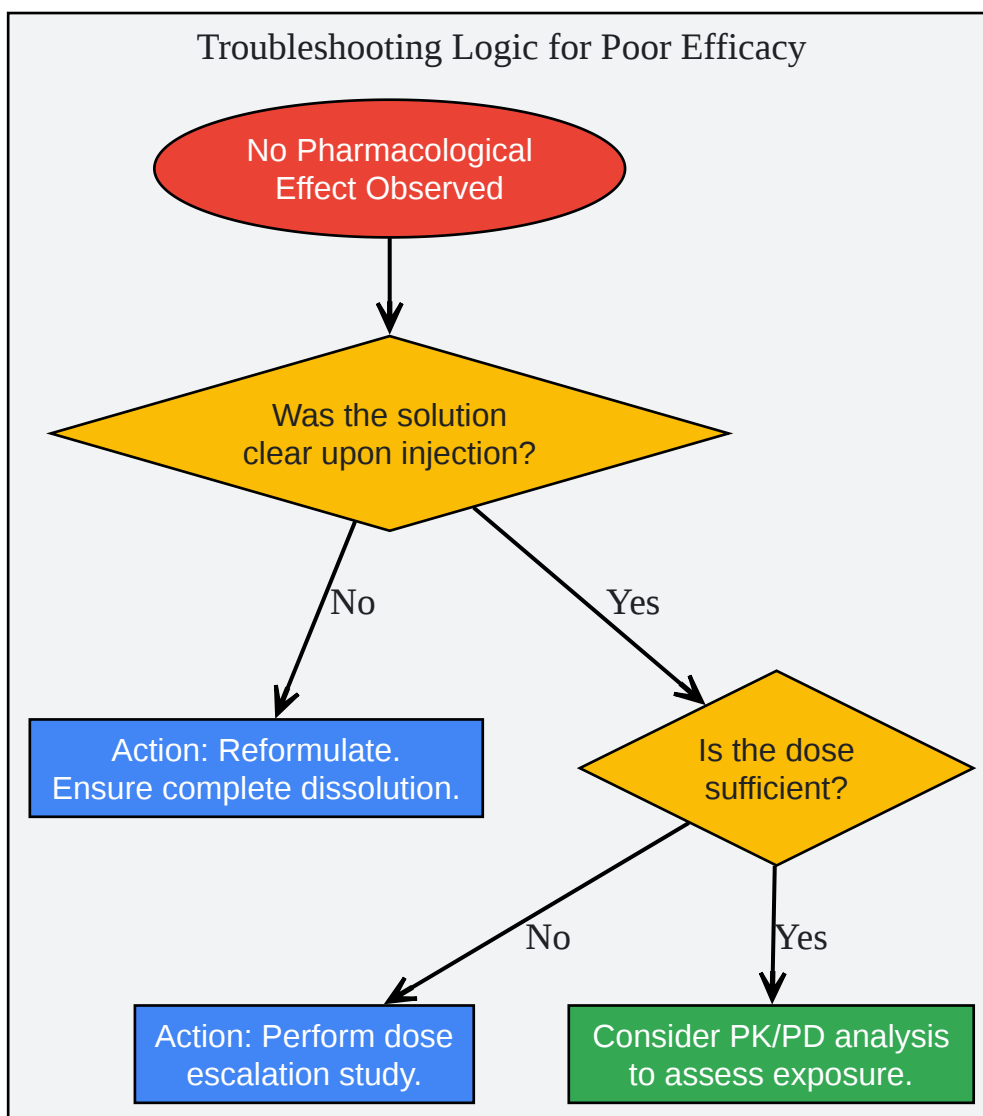 Troubleshooting Logic for Poor Efficacy
No Pharmacological
Effect Observed
Was the solution
clear upon injection?
No
Yes
Action: Reformulate.
Ensure complete dissolution.
Is the dose
sufficient?
No
Yes
Action: Perform dose
escalation study.
Consider PK/PD analysis
to assess exposure.